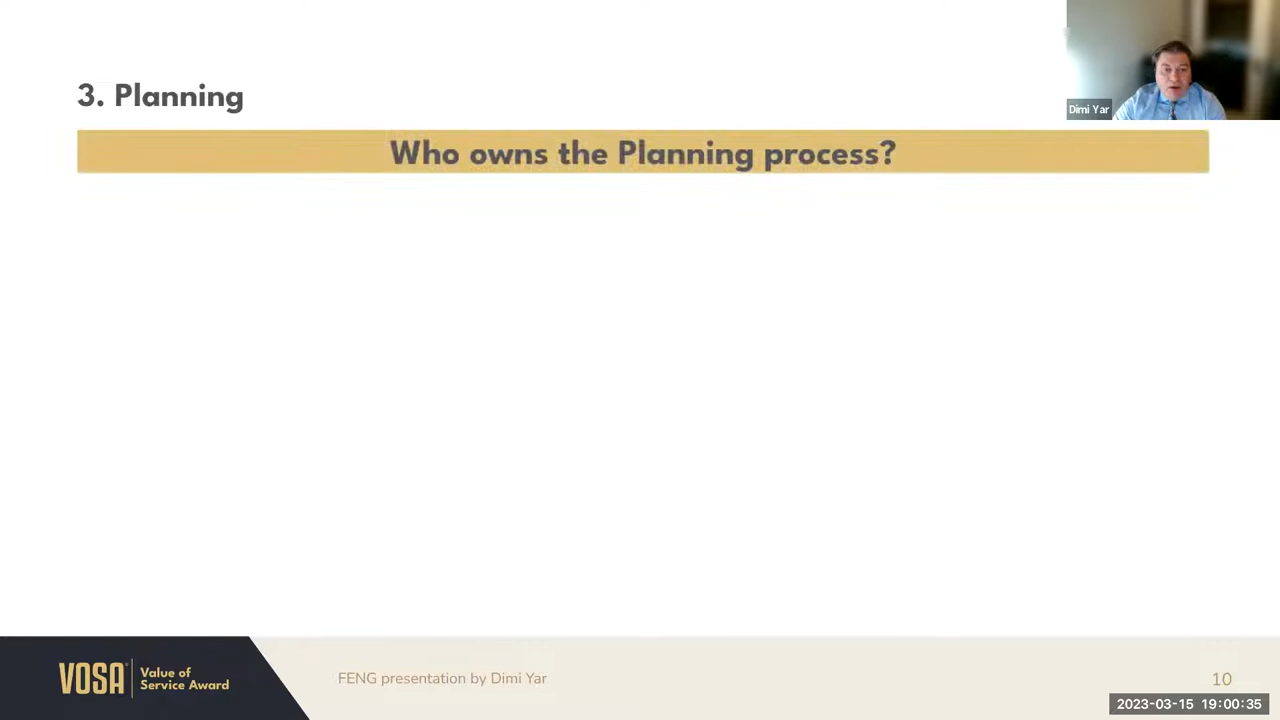 3. Planning
Dimi Yar
Who owns the Planning process?
VOSA®
Value of
Service Award
FENG presentation by Dimi Yar
10
2023-03-15 19:00:35